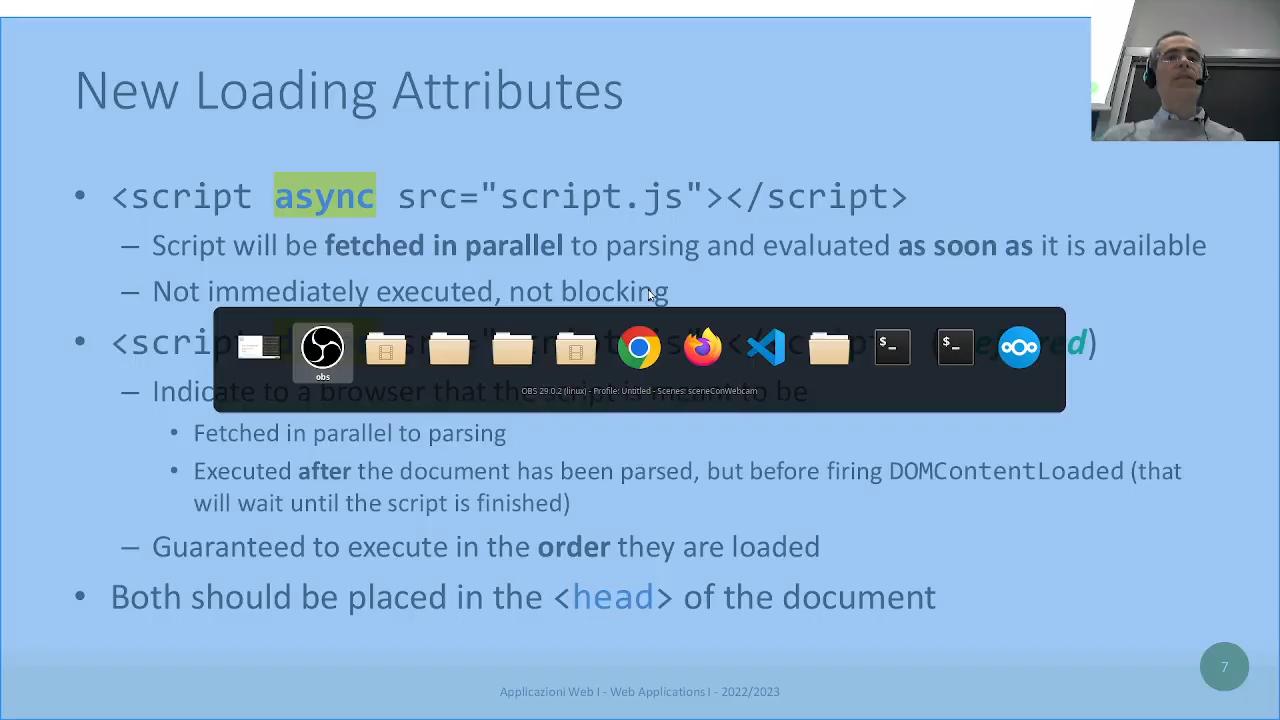 New Loading Attributes
• <script async src="script.js"></script>
– Script will be fetched in parallel to parsing and evaluated as soon as it is available
– Not immediately executed, not blocking
• <script
– Indicate to a browser that the script is meant to be
• Fetched in parallel to parsing
• Executed after the document has been parsed, but before firing DOMContentLoaded (that
will wait until the script is finished)
– Guaranteed to execute in the order they are loaded
• Both should be placed in the <head> of the document
obs
OBS 29.0.2 (linux) - Profile: Untitled - Scenes: sceneConWebcam
Applicazioni Web I - Web Applications I - 2022/2023
7